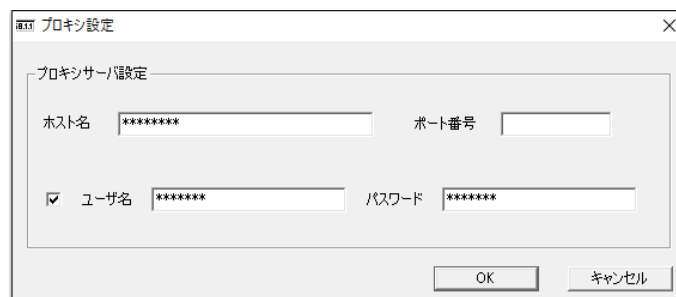 プロキシ設定
プロキシサーバ設定
ホスト名 ******** ポート番号
ユーザ名 ******* パスワード *******
OK キャンセル